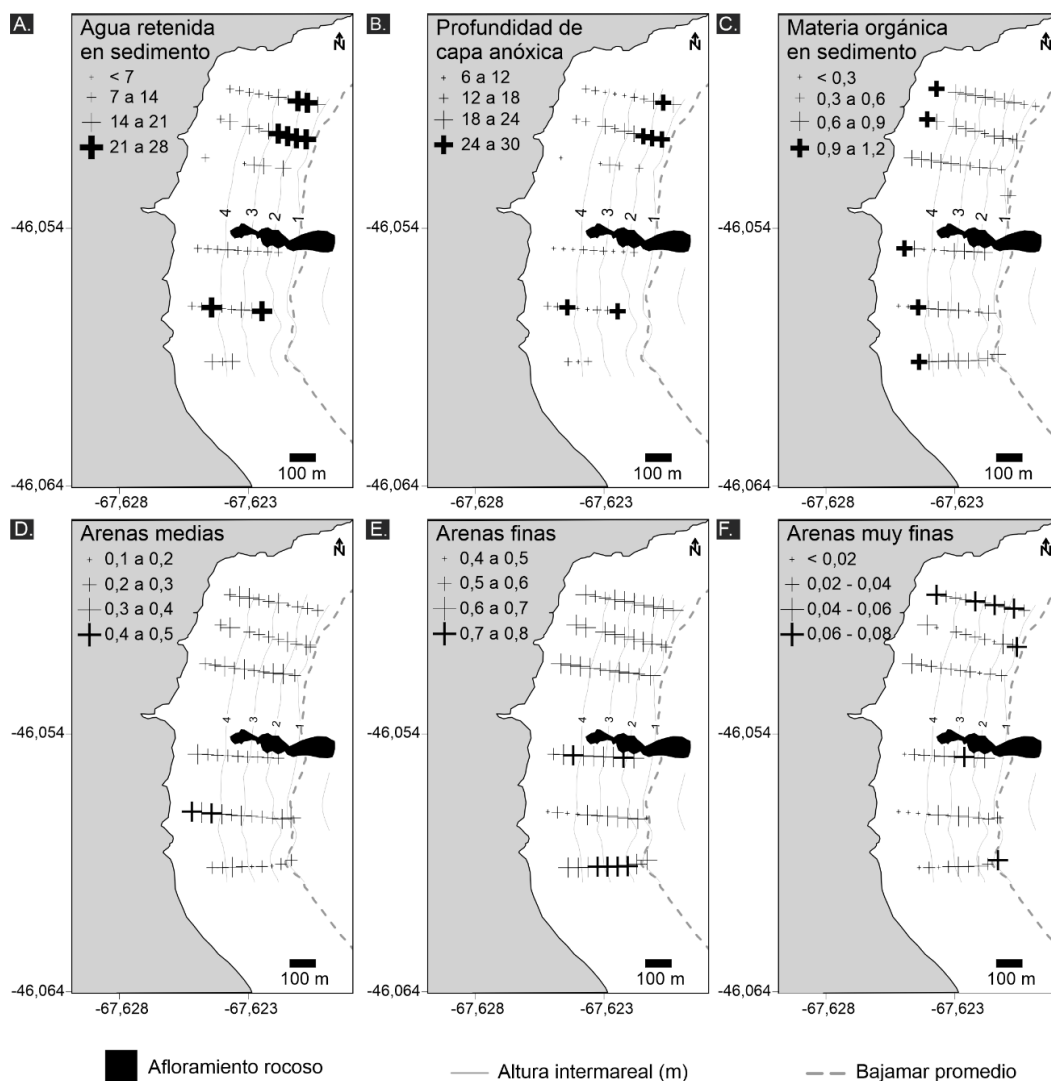 A.
Agua retenida
en sedimento
< 7
7 a 14
14 a 21
21 a 28
N
4 3 2 1
100 m
B.
Profundidad de
capa anóxica
6 a 12
12 a 18
18 a 24
24 a 30
N
4 3 2 1
100 m
C.
Materia orgánica
en sedimento
< 0,3
0,3 a 0,6
0,6 a 0,9
0,9 a 1,2
N
4 3 2 1
100 m
-46,054
-46,054
-46,054
-46,064
-46,064
-46,064
-67,628 -67,623
-67,628 -67,623
-67,628 -67,623
D.
Arenas medias
0,1 a 0,2
0,2 a 0,3
0,3 a 0,4
0,4 a 0,5
N
4 3 2 1
100 m
E.
Arenas finas
0,4 a 0,5
0,5 a 0,6
0,6 a 0,7
0,7 a 0,8
N
4 3 2 1
100 m
F.
Arenas muy finas
< 0,02
0,02 - 0,04
0,04 - 0,06
0,06 - 0,08
N
4 3 2 1
100 m
-46,054
-46,054
-46,054
-46,064
-46,064
-46,064
-67,628 -67,623
-67,628 -67,623
-67,628 -67,623
Afloramiento rocoso
Altura intermareal (m)
Bajamar promedio